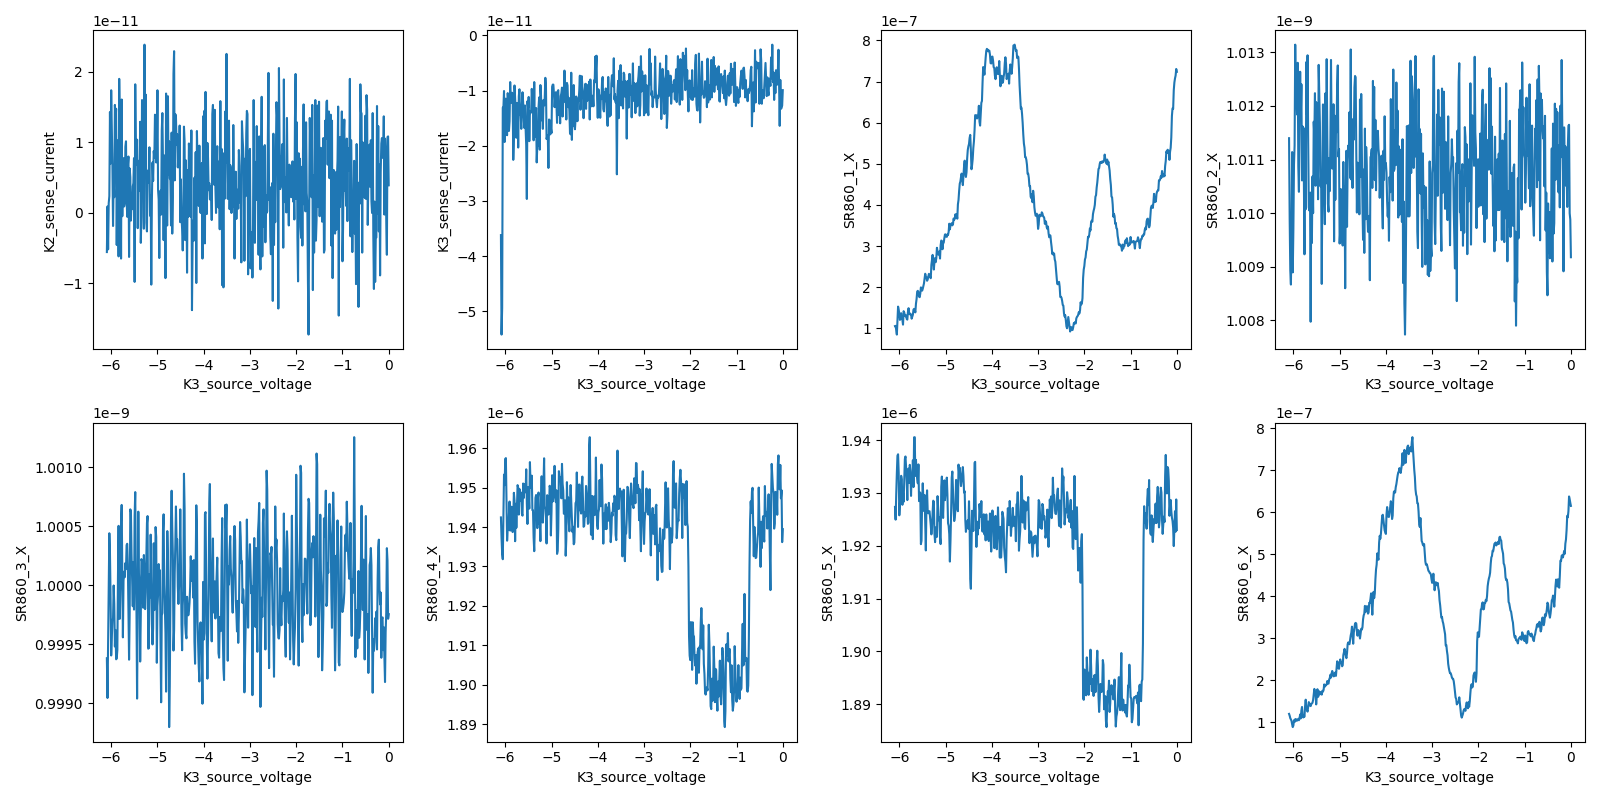 1e−11
2
1
0
−1
K2_sense_current
−6 −5 −4 −3 −2 −1 0
K3_source_voltage
1e−11
0
−1
−2
−3
−4
−5
K3_sense_current
−6 −5 −4 −3 −2 −1 0
K3_source_voltage
1e−7
8
7
6
5
4
3
2
1
SR860_1_X
−6 −5 −4 −3 −2 −1 0
K3_source_voltage
1e−9
1.013
1.012
1.011
1.010
1.009
1.008
SR860_2_X
−6 −5 −4 −3 −2 −1 0
K3_source_voltage
1e−9
1.0010
1.0005
1.0000
0.9995
0.9990
SR860_3_X
−6 −5 −4 −3 −2 −1 0
K3_source_voltage
1e−6
1.96
1.95
1.94
1.93
1.92
1.91
1.90
1.89
SR860_4_X
−6 −5 −4 −3 −2 −1 0
K3_source_voltage
1e−6
1.94
1.93
1.92
1.91
1.90
1.89
SR860_5_X
−6 −5 −4 −3 −2 −1 0
K3_source_voltage
1e−7
8
7
6
5
4
3
2
1
SR860_6_X
−6 −5 −4 −3 −2 −1 0
K3_source_voltage